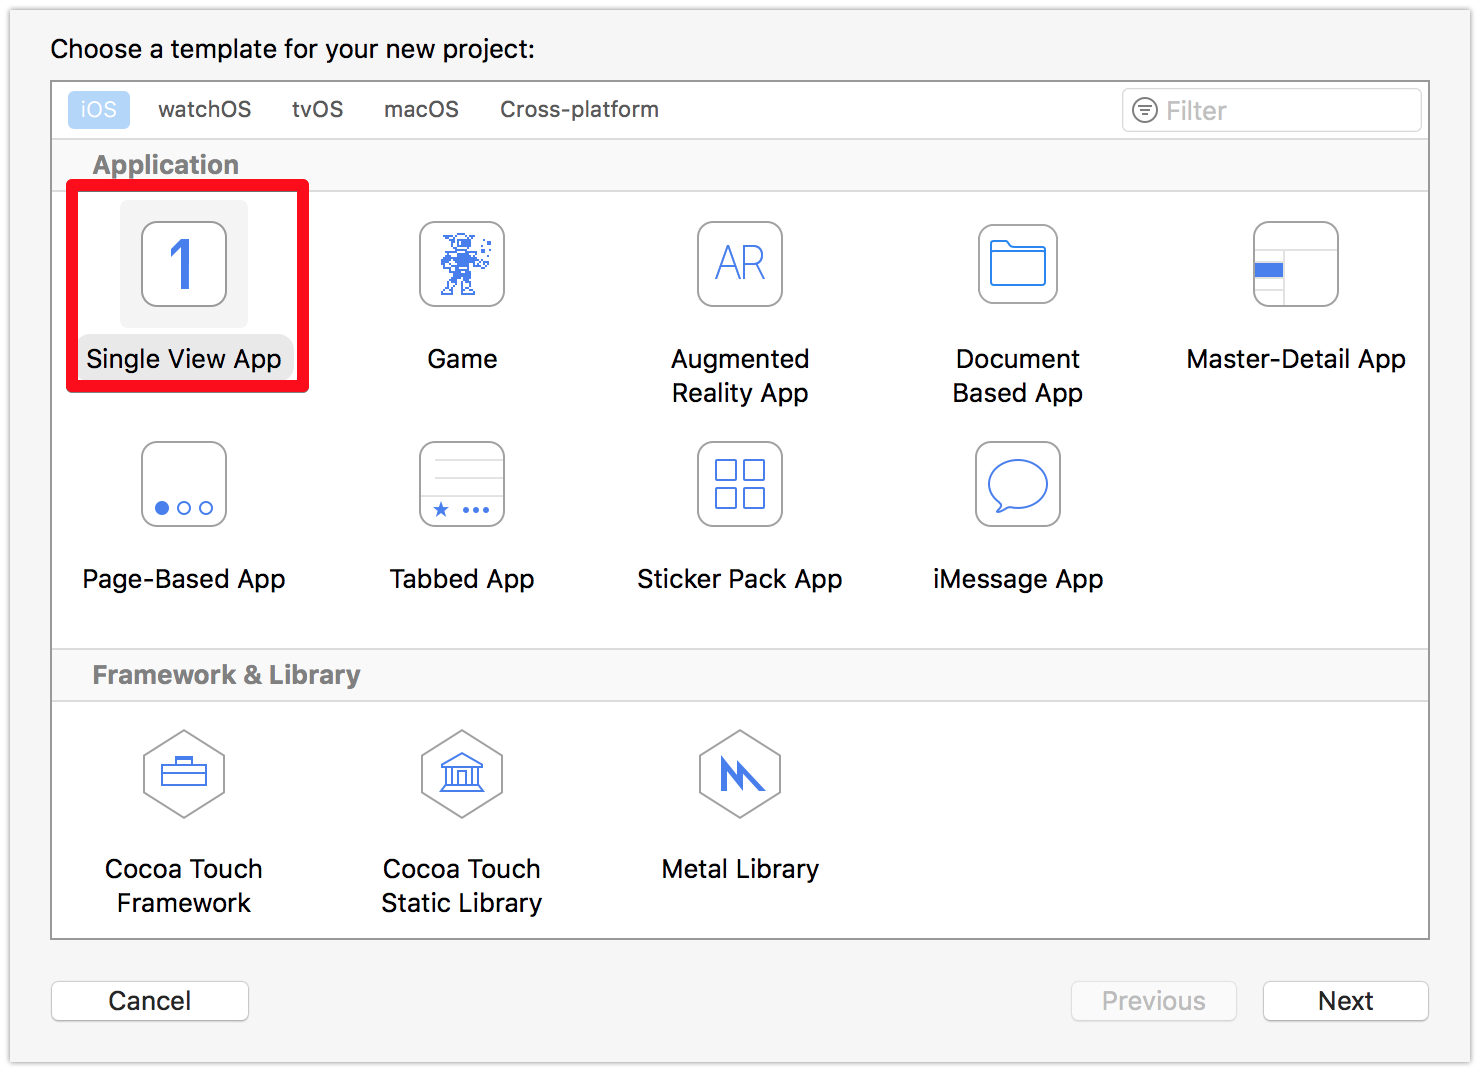 Choose a template for your new project:
iOS watchOS tvOS macOS Cross-platform Filter
Application
1 AR
Single View App Game Augmented Reality App Document Based App Master-Detail App
Page-Based App Tabbed App Sticker Pack App iMessage App
Framework & Library
Cocoa Touch Framework Cocoa Touch Static Library Metal Library
Cancel Previous Next